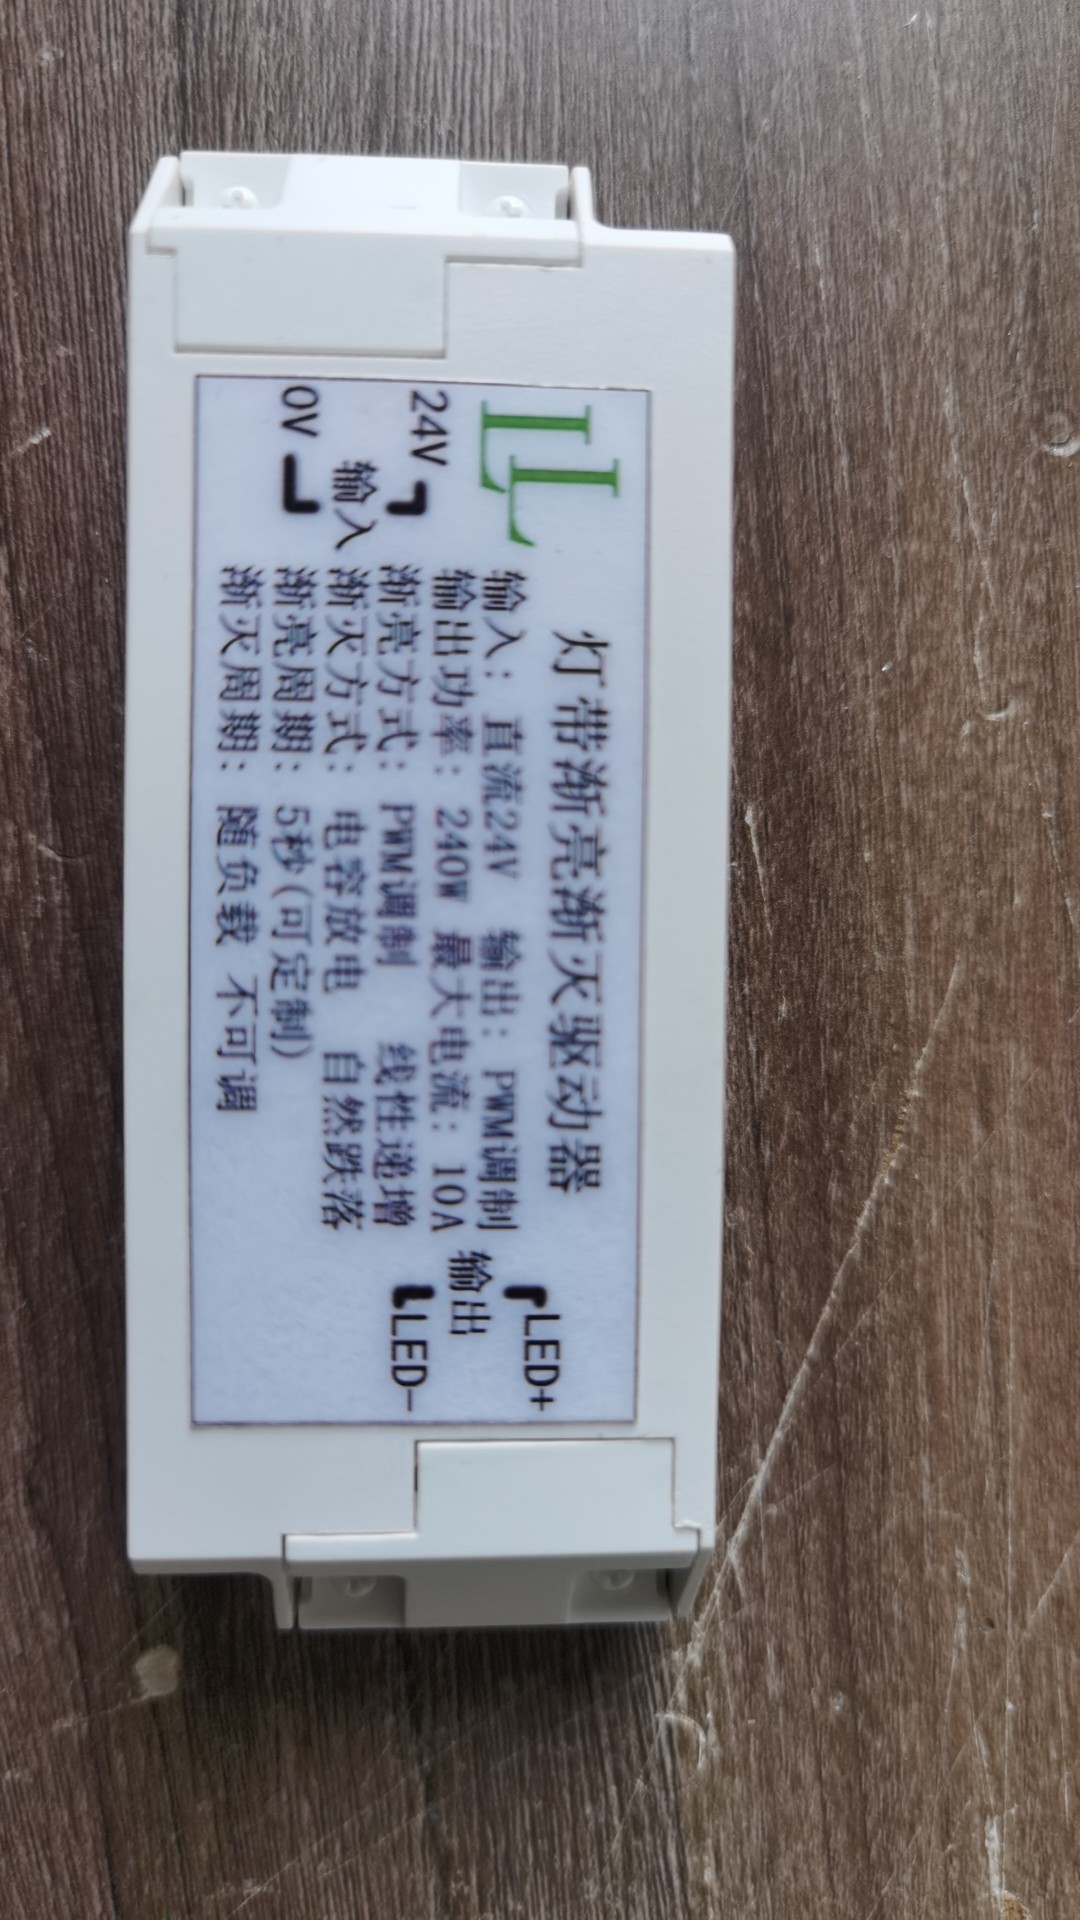 LL
灯带渐亮渐灭驱动器
24V
输入
0V
输入：直流24V 输出：PWM调制
输出功率：240W 最大电流：10A
渐亮方式：PWM调制 线性递增
渐灭方式：电容放电 自然跌落
渐亮周期：5秒(可定制)
渐灭周期：随负载 不可调
LED+
输出
LED-